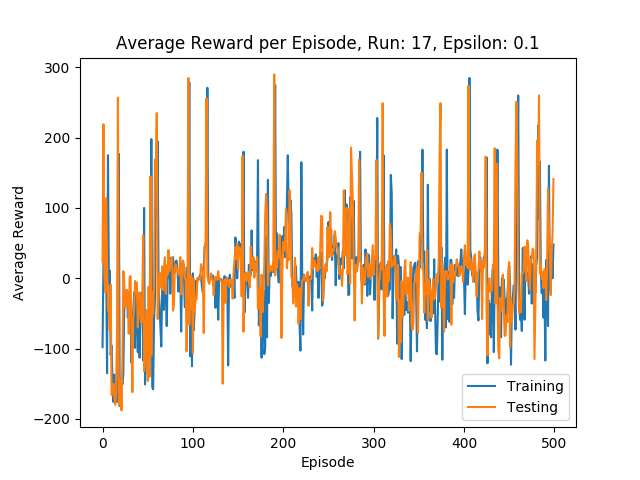 Average Reward per Episode, Run: 17, Epsilon: 0.1
300
200
100
0
−100
−200
Average Reward
0
100
200
300
400
500
Episode
Training
Testing